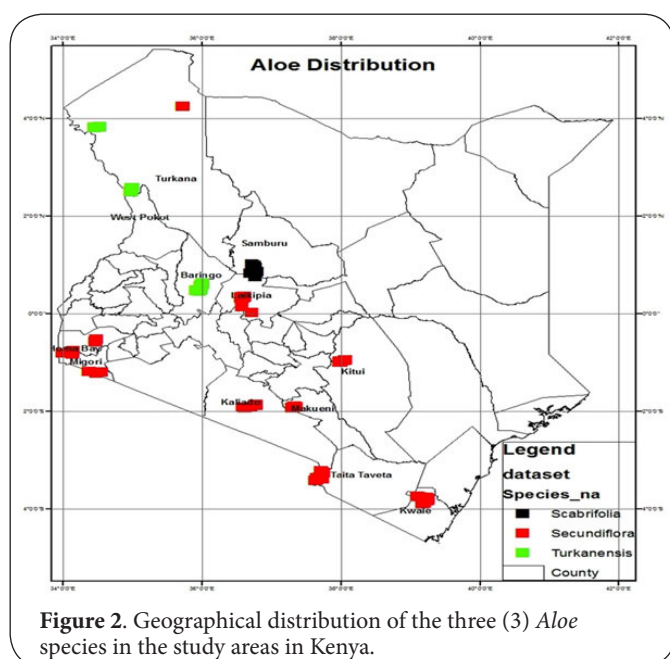 34°0'0"E 36°0'0"E 38°0'0"E 40°0'0"E 42°0'0"E
Aloe Distribution
4°0'0"N 4°0'0"N
Turkana
West Pokot
2°0'0"N 2°0'0"N
Samburu
Baringo
Laikipia
0°0'0" 0°0'0"
Homa Bay
Migori
Kitui
Kajiado
Makueni
2°0'0"S 2°0'0"S
Taita Taveta
Kwale
4°0'0"S 4°0'0"S
Legend
dataset
Species_na
Scabrifolia
Secundiflora
Turkanensis
County
34°0'0"E 36°0'0"E 38°0'0"E 40°0'0"E 42°0'0"E
Figure 2. Geographical distribution of the three (3) Aloe
species in the study areas in Kenya.